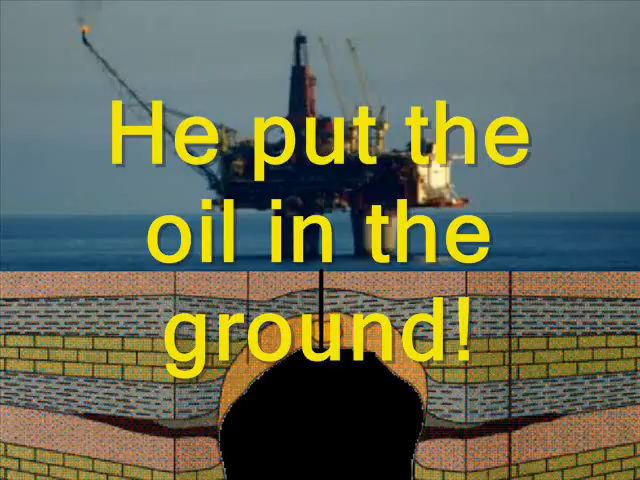 He put the
oil in the
ground!